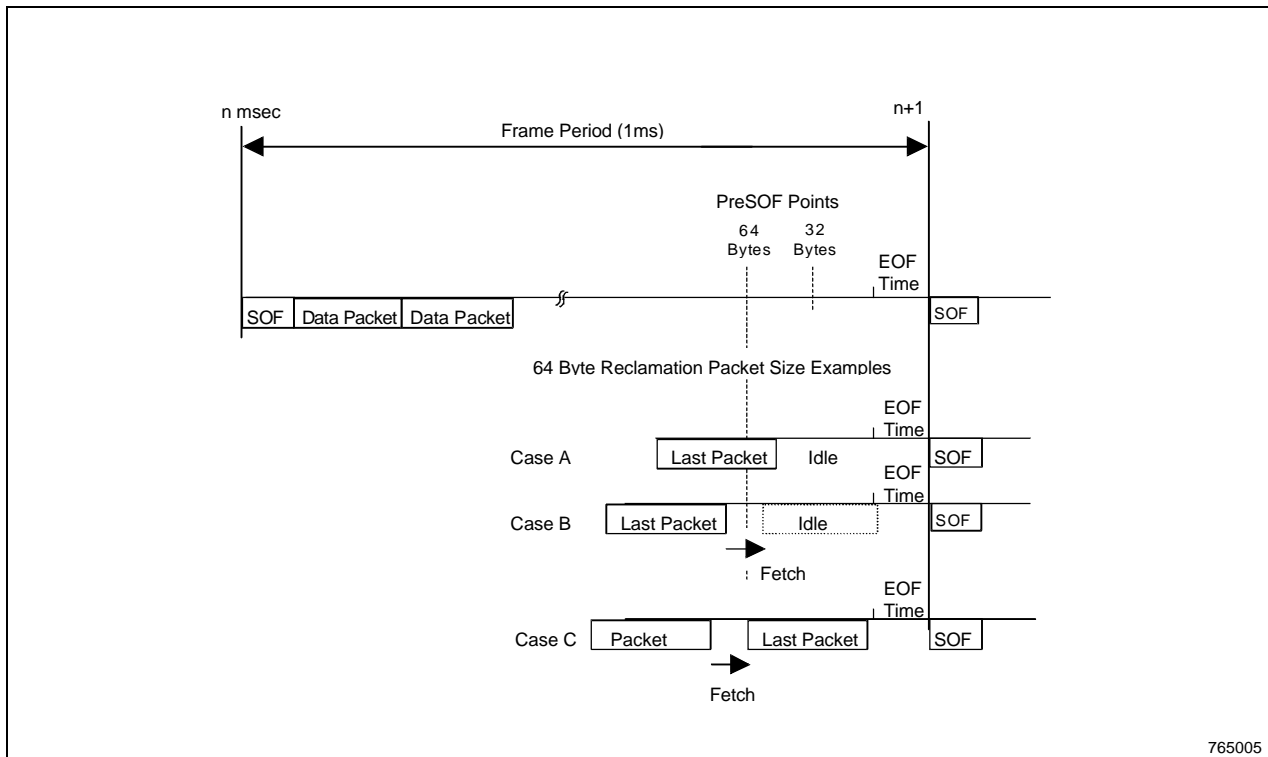 n msec
n+1
Frame Period (1ms)
PreSOF Points
64 Bytes
32 Bytes
EOF Time
SOF
Data Packet
Data Packet
SOF
64 Byte Reclamation Packet Size Examples
EOF Time
Case A
Last Packet
Idle
SOF
EOF Time
Case B
Last Packet
Idle
SOF
Fetch
EOF Time
Case C
Packet
Last Packet
SOF
Fetch
765005